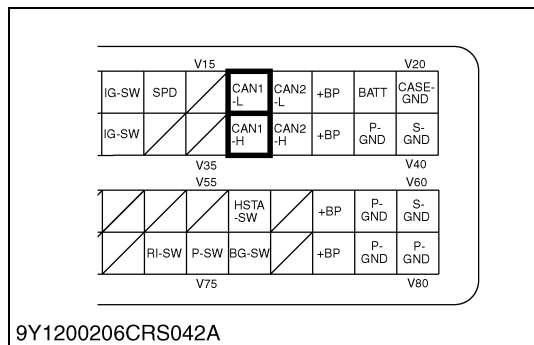 V15 V20
IG-SW SPD CAN1 CAN2 +BP BATT CASE-
-L -L GND
IG-SW CAN1 CAN2 +BP P- S-
-H -H GND GND
V35 V40
V55 V60
HSTA +BP P- S-
-SW GND GND
RI-SW P-SW BG-SW +BP P- P-
GND GND
V75 V80
9Y1200206CRS042A